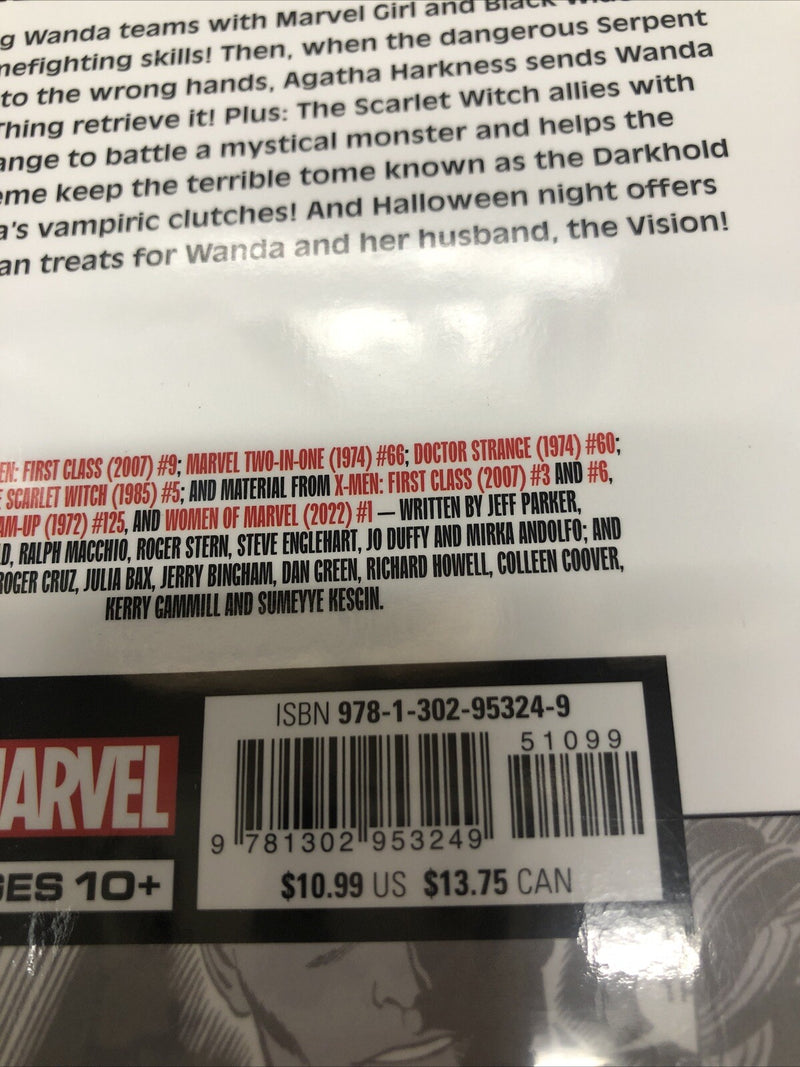 g Wanda teams with Marvel Girl and Black
nefighting skills! Then, when the dangerous Serpent
to the wrong hands, Agatha Harkness sends Wanda
Thing retrieve it! Plus: The Scarlet Witch allies with
ange to battle a mystical monster and helps the
eme keep the terrible tome known as the Darkhold
a's vampiric clutches! And Halloween night offers
an treats for Wanda and her husband, the Vision!
EN: FIRST CLASS (2007) #9; MARVEL TWO-IN-ONE (1974) #66; DOCTOR STRANGE (1974) #60;
E SCARLET WITCH (1985) #5; AND MATERIAL FROM X-MEN: FIRST CLASS (2007) #3 AND #6,
AM-UP (1972) #125, AND WOMEN OF MARVEL (2022) #1 — WRITTEN BY JEFF PARKER,
D, RALPH MACCHIO, ROGER STERN, STEVE ENGLEHART, JO DUFFY AND MIRKA ANDOLFO; AND
ROGER CRUZ, JULIA BAX, JERRY BINGHAM, DAN GREEN, RICHARD HOWELL, COLLEEN COOVER,
KERRY GAMMILL AND SUMEYYE KESGIN.
ISBN 978-1-302-95324-9
51099
9 781302 953249
$10.99 US $13.75 CAN
MARVEL
GES 10+